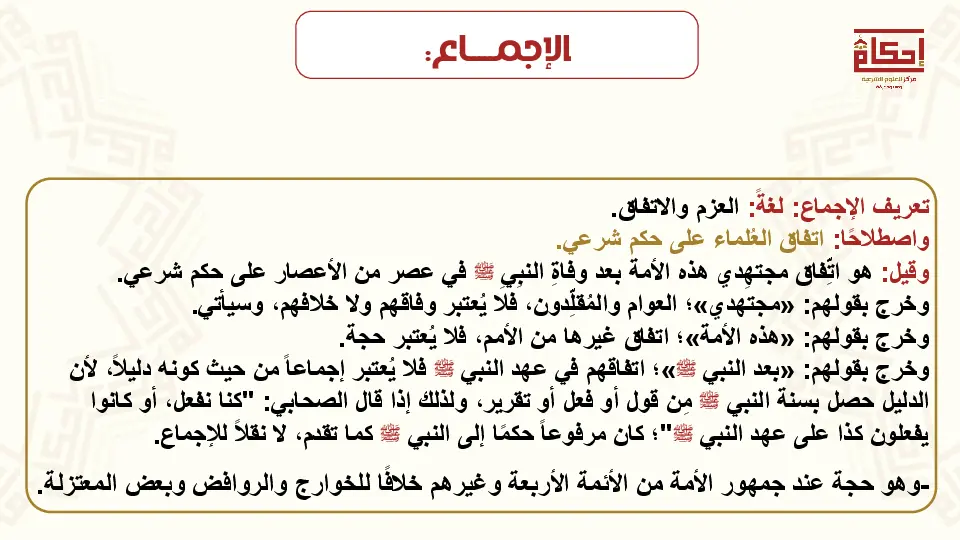 الإجمـــاع:
إحكام
مركز للعلوم الشرعية
تعريف الإجماع: لغةً: العزم والاتفاق.
واصطلاحًا: اتفاق العُلماء على حكم شرعي.
وقيل: هو اتِّفاق مجتهِدي هذه الأمة بعد وفاةِ النبِيِ ﷺ في عصر من الأعصار على حكم شرعي.
وخرج بقولهم: «مجتهدي»؛ العوام والمُقلِّدون، فلا يُعتبر وفاقهم ولا خلافهم، وسيأتي.
وخرج بقولهم: «هذه الأمة»؛ اتفاق غيرها من الأمم، فلا يُعتبر حجة.
وخرج بقولهم: «بعد النبي ﷺ»؛ اتفاقهم في عهد النبي ﷺ فلا يُعتبر إجماعاً من حيث كونه دليلاً، لأن
الدليل حصل بسنة النبي ﷺ مِن قول أو فعل أو تقرير، ولذلك إذا قال الصحابي: "كنا نفعل، أو كانوا
يفعلون كذا على عهد النبي ﷺ"؛ كان مرفوعاً حكمًا إلى النبي ﷺ كما تقدم، لا نقلاً للإجماع.
-وهو حجة عند جمهور الأمة من الأئمة الأربعة وغيرهم خلافًا للخوارج والروافض وبعض المعتزلة.